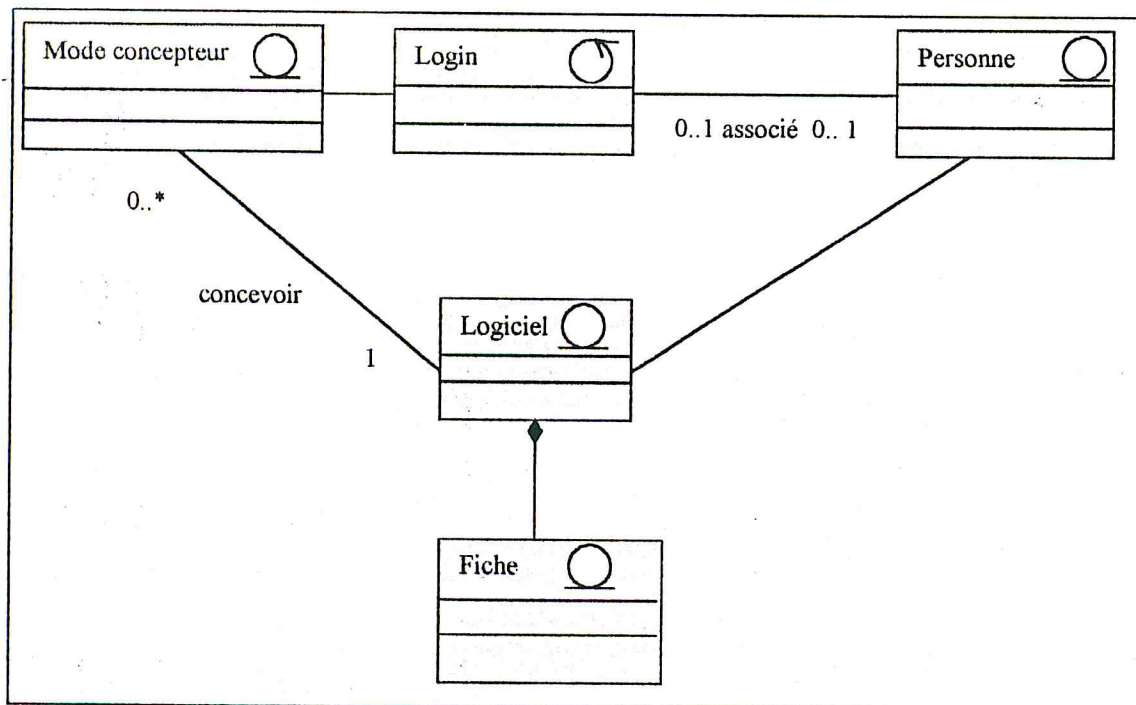 Mode concepteur
Login
Personne
0..1 associé 0.. 1
0..*
concevoir
1
Logiciel
Fiche